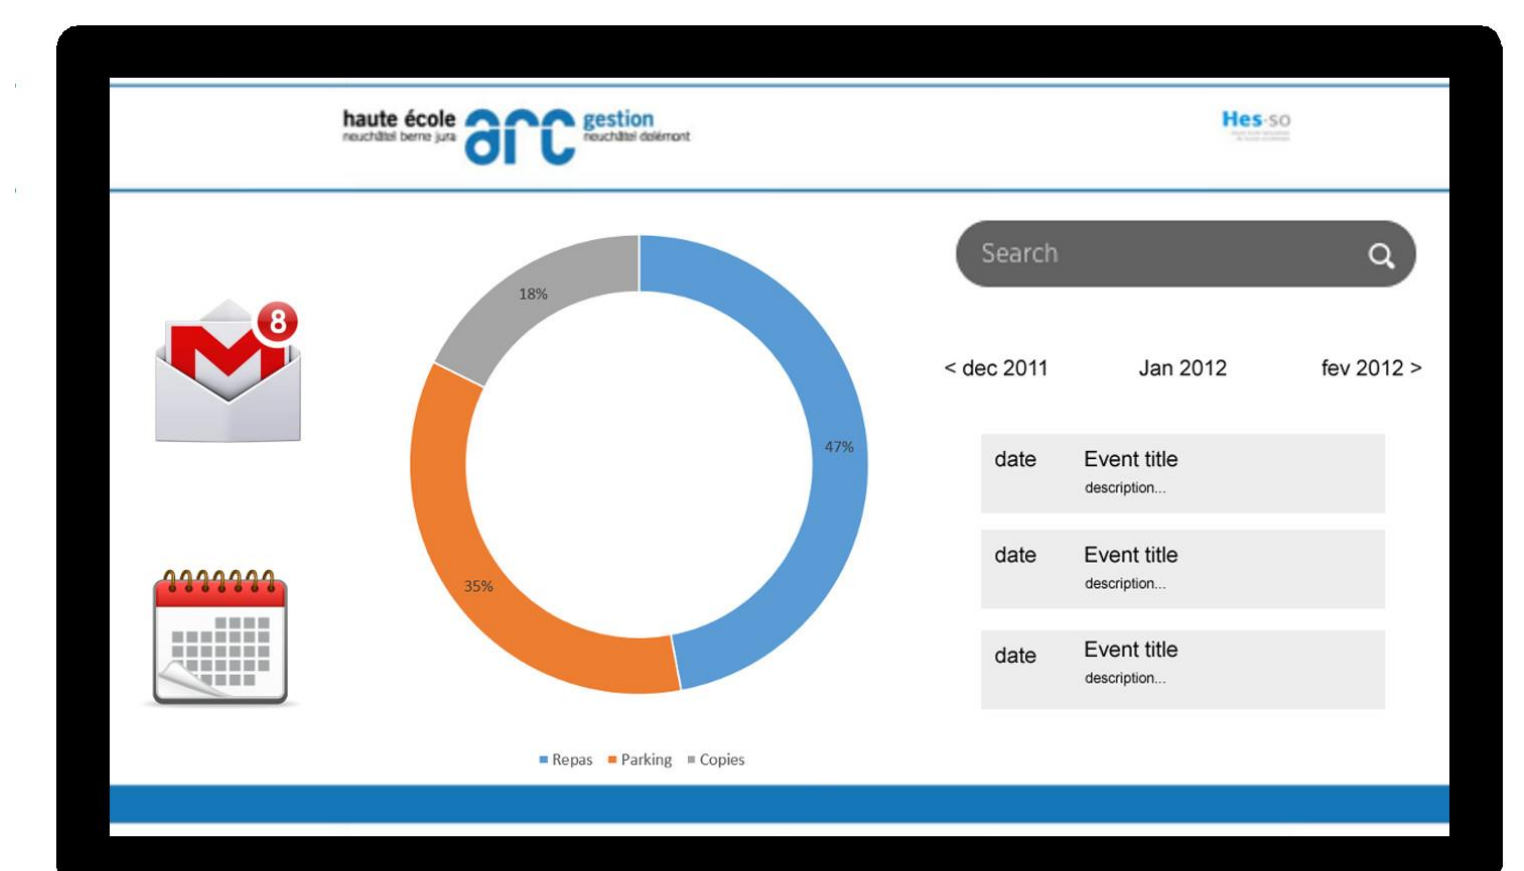 haute école
neuchâtel berne jura
arc
gestion
neuchâtel delémont
Hes·so
Search
8
18%
47%
35%
< dec 2011
Jan 2012
fev 2012 >
date
Event title
description...
date
Event title
description...
date
Event title
description...
Repas
Parking
Copies